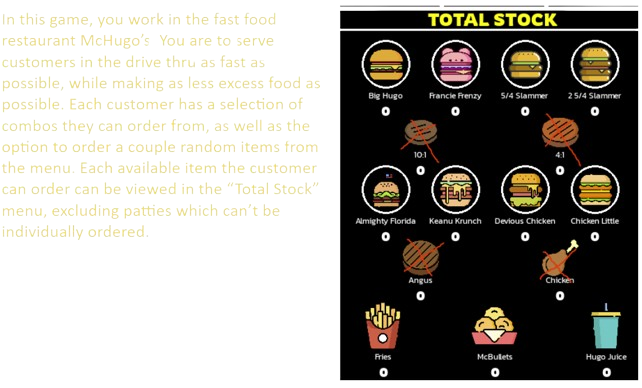 In this game, you work in the fast food
restaurant McHugo's  You are to serve
customers in the drive thru as fast as
possible, while making as less excess food as
possible. Each customer has a selection of
combos they can order from, as well as the
option to order a couple random items from
the menu. Each available item the customer
can order can be viewed in the “Total Stock”
menu, excluding patties which can’t be
individually ordered.
TOTAL STOCK
Big Hugo Francie Frenzy 5/4 Slammer 2 5/4 Slammer
0 0 0 0
10:1 4:1
0 0
Almighty Florida Keanu Krunch Devious Chicken Chicken Little
0 0 0 0
Angus Chicken
0 0
Fries McBullets Hugo Juice
0 0 0